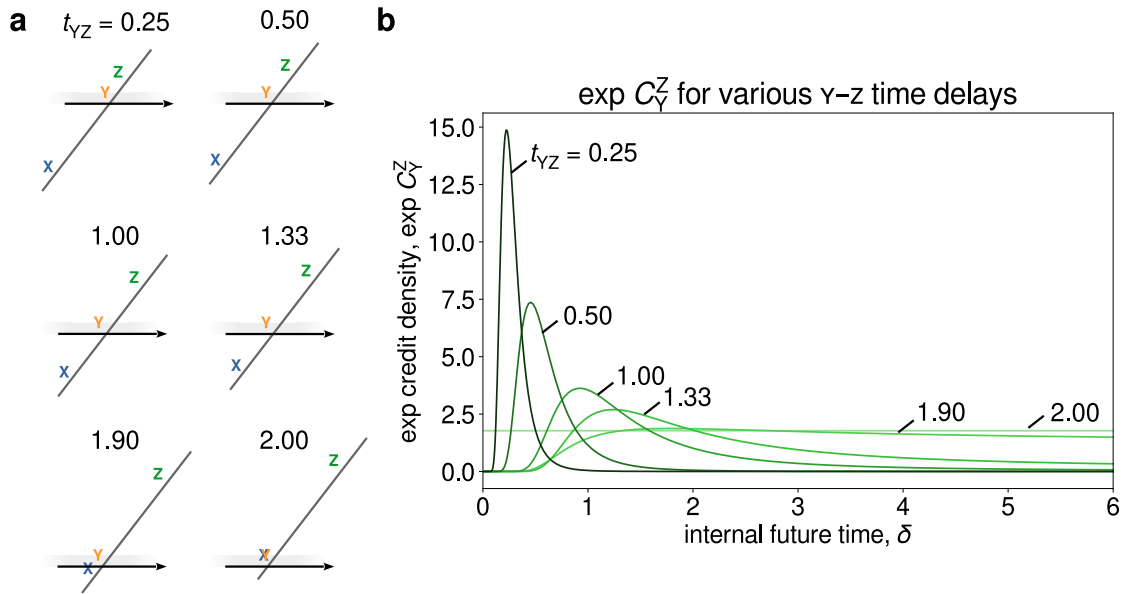 a
t_YZ = 0.25
0.50
Z
Y
X
Z
Y
X
1.00
1.33
Z
Y
X
Z
Y
X
1.90
2.00
Z
Y
X
Z
X Y
b
exp C_Y^Z for various Y–Z time delays
exp credit density, exp C_Y^Z
15.0
12.5
10.0
7.5
5.0
2.5
0.0
t_YZ = 0.25
0.50
1.00
1.33
1.90
2.00
0 1 2 3 4 5 6
internal future time, δ